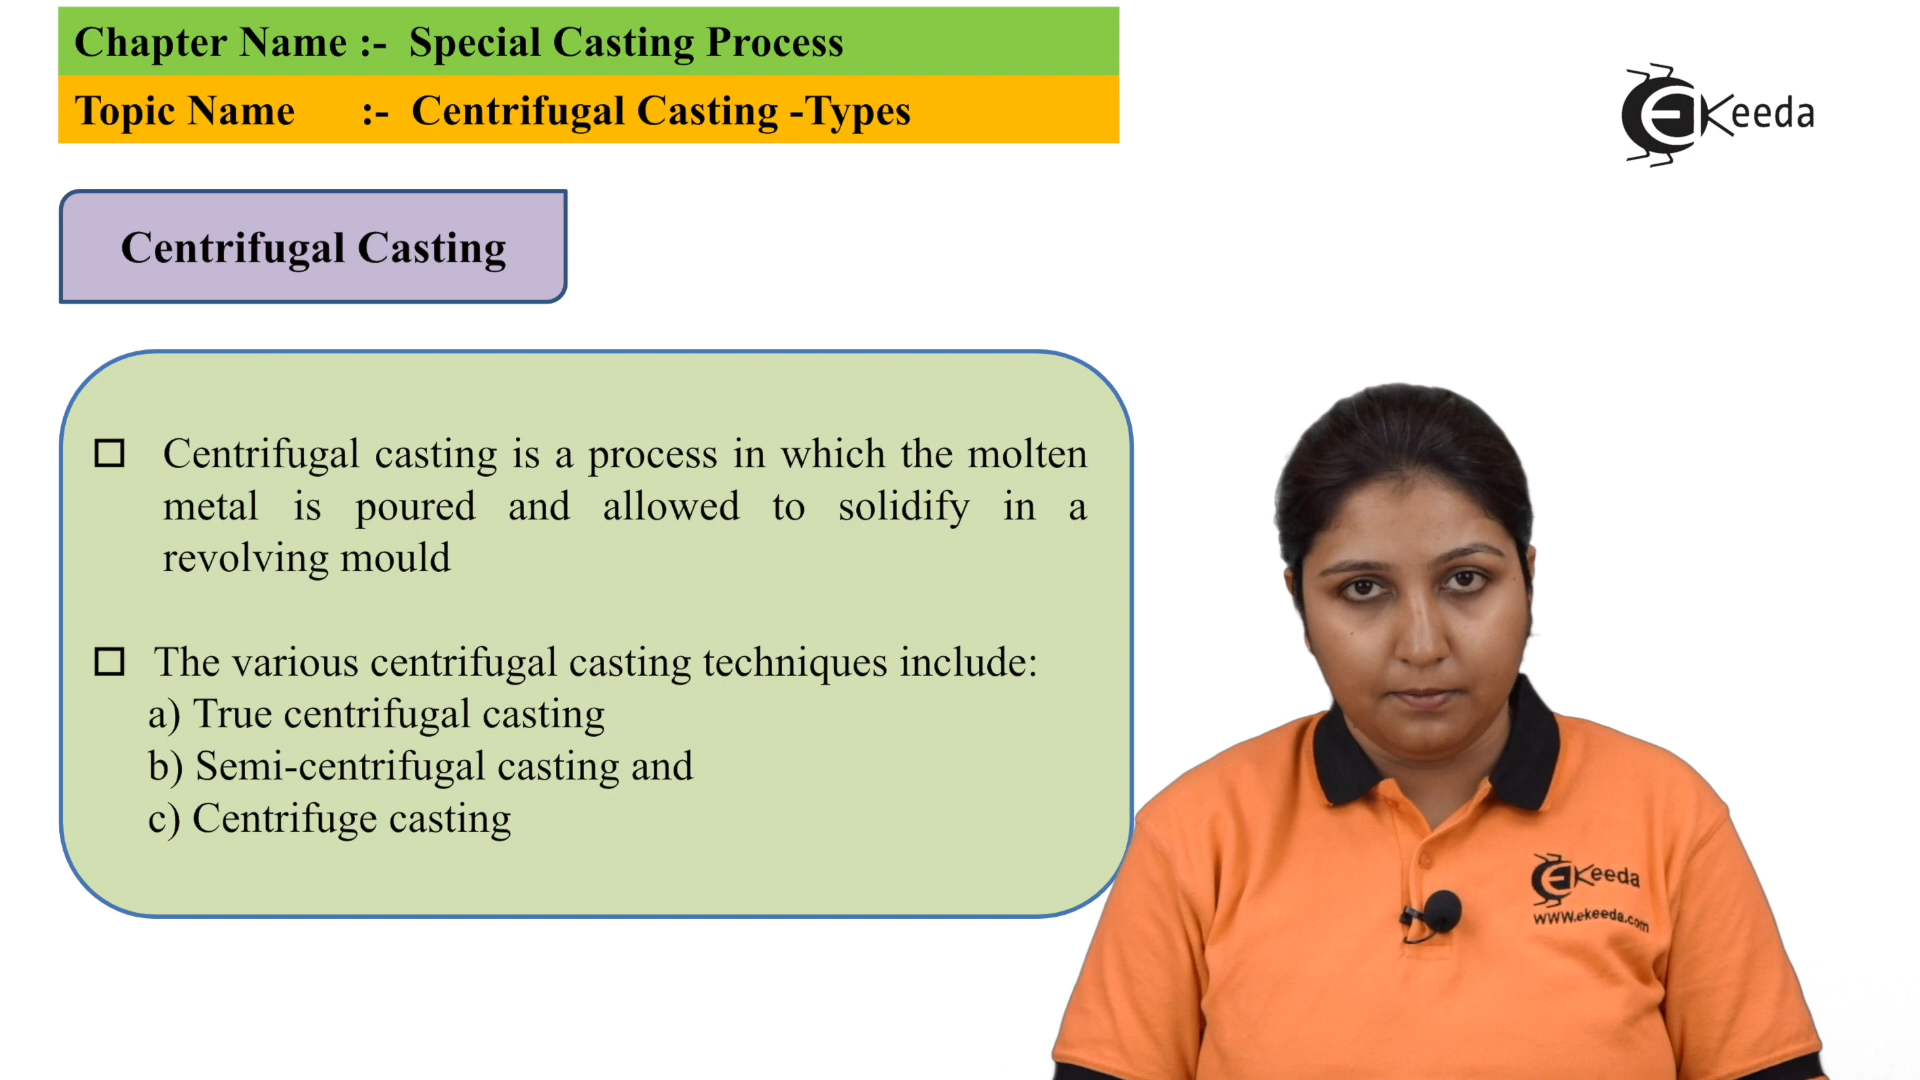 Chapter Name :- Special Casting Process
Topic Name :- Centrifugal Casting -Types
EKeeda
Centrifugal Casting
Centrifugal casting is a process in which the molten
metal is poured and allowed to solidify in a
revolving mould
The various centrifugal casting techniques include:
a) True centrifugal casting
b) Semi-centrifugal casting and
c) Centrifuge casting
EKeeda
www.ekeeda.com